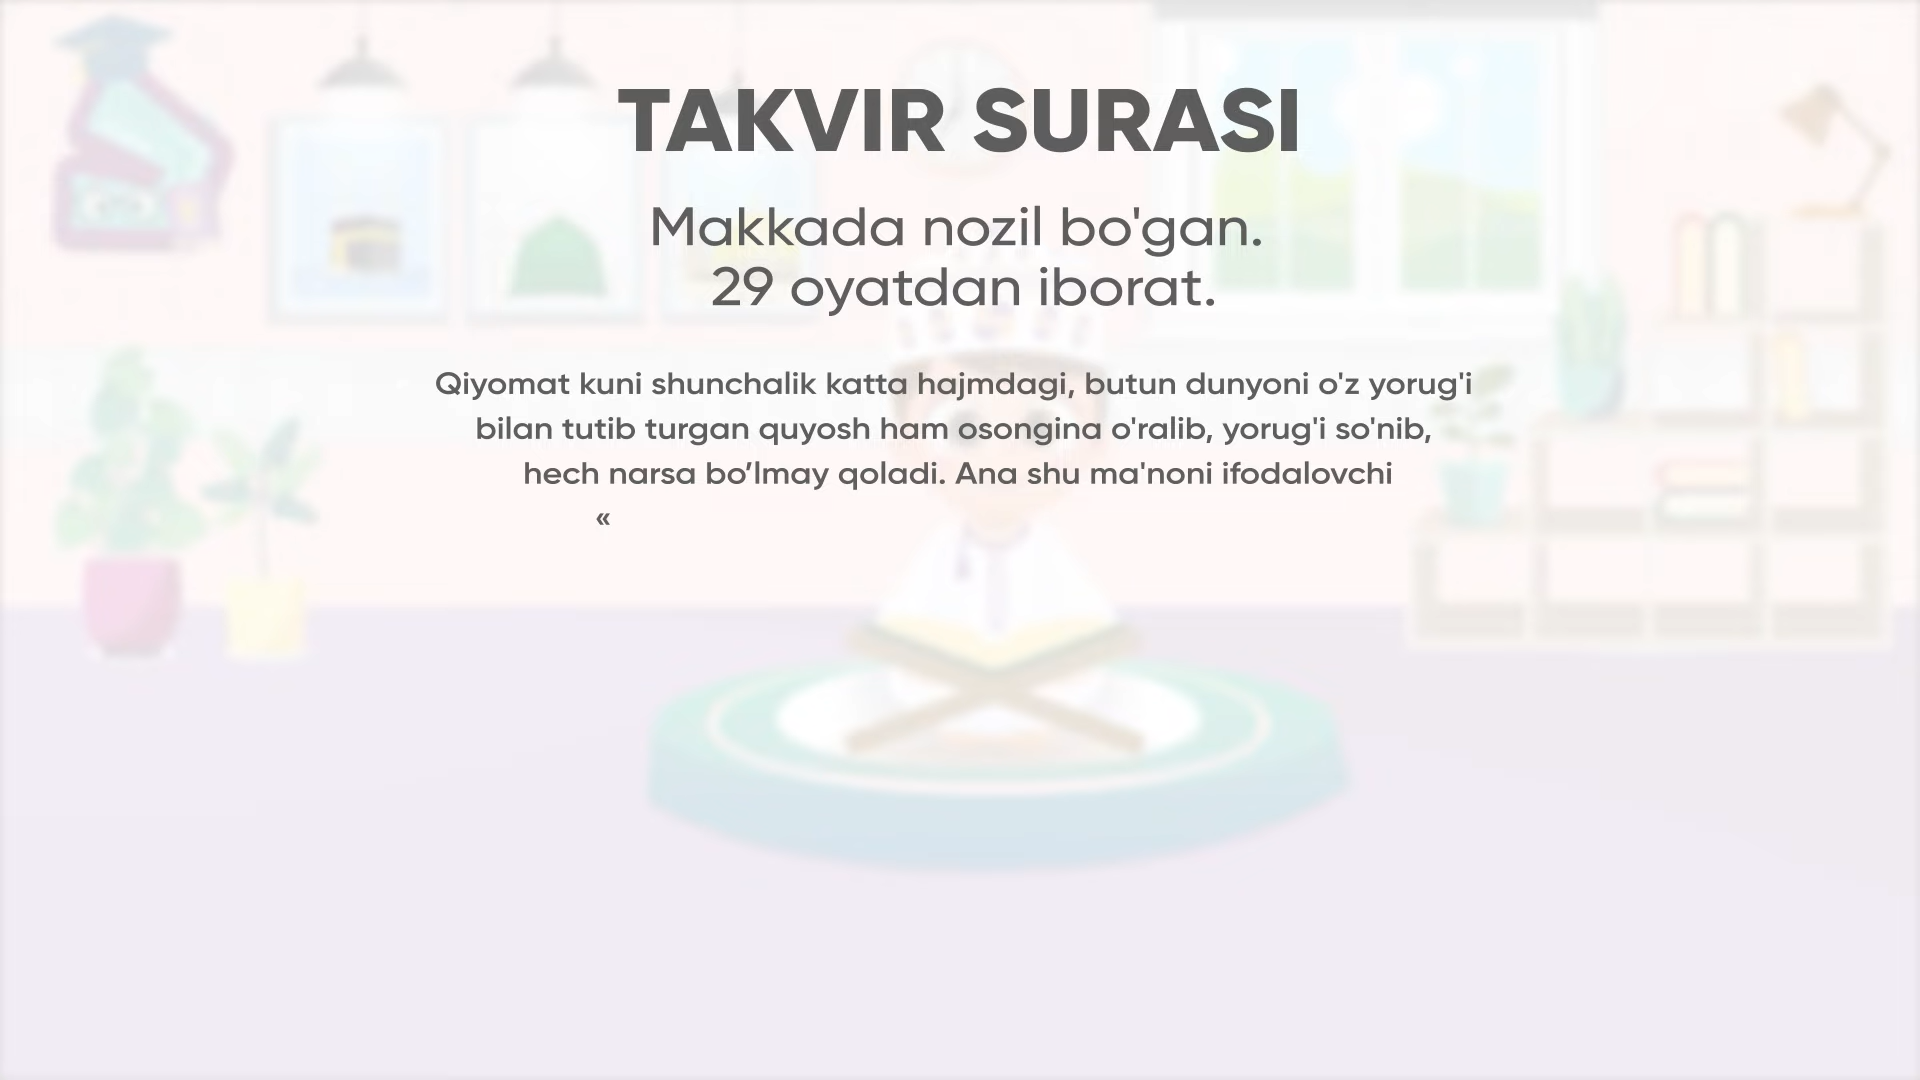 TAKVIR SURASI
Makkada nozil bo'gan.
29 oyatdan iborat.
Qiyomat kuni shunchalik katta hajmdagi, butun dunyoni o'z yorug'i
bilan tutib turgan quyosh ham osongina o'ralib, yorug'i so'nib,
hech narsa bo’lmay qoladi. Ana shu ma'noni ifodalovchi
«